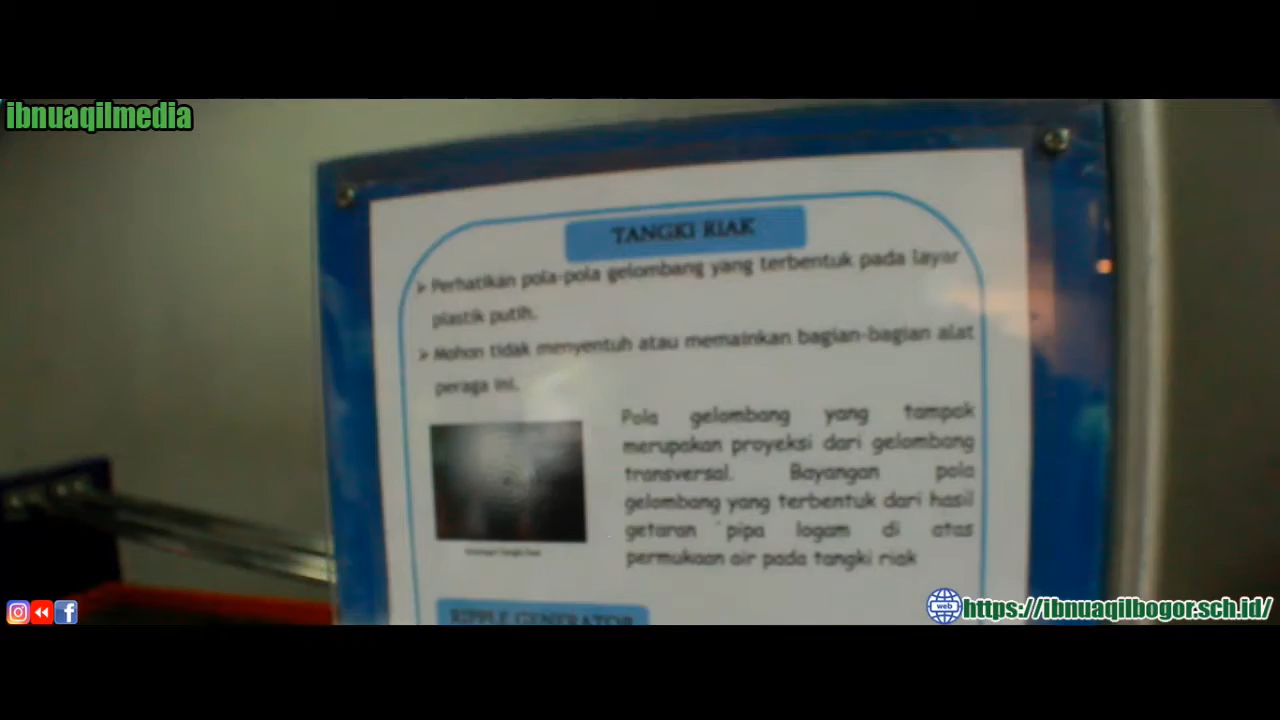 ibnuaqilmedia
TANGKI RIAK
➤ Perhatikan pola-pola gelombang yang terbentuk pada layar
plastik putih.
➤ Mohon tidak menyentuh atau memainkan bagian-bagian alat
peraga ini.
Pola gelombang yang tampak
merupakan proyeksi dari gelombang
transversal. Bayangan pola
gelombang yang terbentuk dari hasil
getaran pipa logam di atas
permukaan air pada tangki riak
RIPPLE GENERATOR
web
https://ibnuaqilbogor.sch.id/